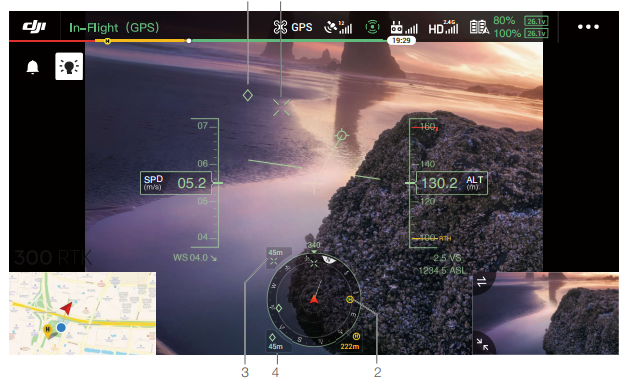 dji In-Flight (GPS) GPS 12 HD 2.4G 80% 26.1v
100% 26.1v
H 19:29
07 160
06 140
SPD (m/s) 05.2 130.2 ALT (m)
05 120
04 100 RTH
WS 04.0 2.5 VS
1284.5 ASL
300 RTK
340
45m
N
W
E
S
H
H
45m 222m
3 4 2